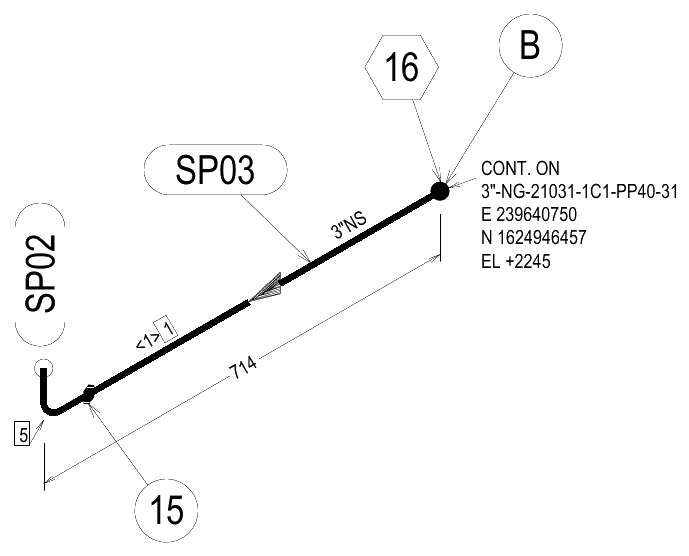 B
16
SP03
CONT. ON
3"-NG-21031-1C1-PP40-31
E 239640750
N 1624946457
EL +2245
3"NS
SP02
<1> 1
714
5
15